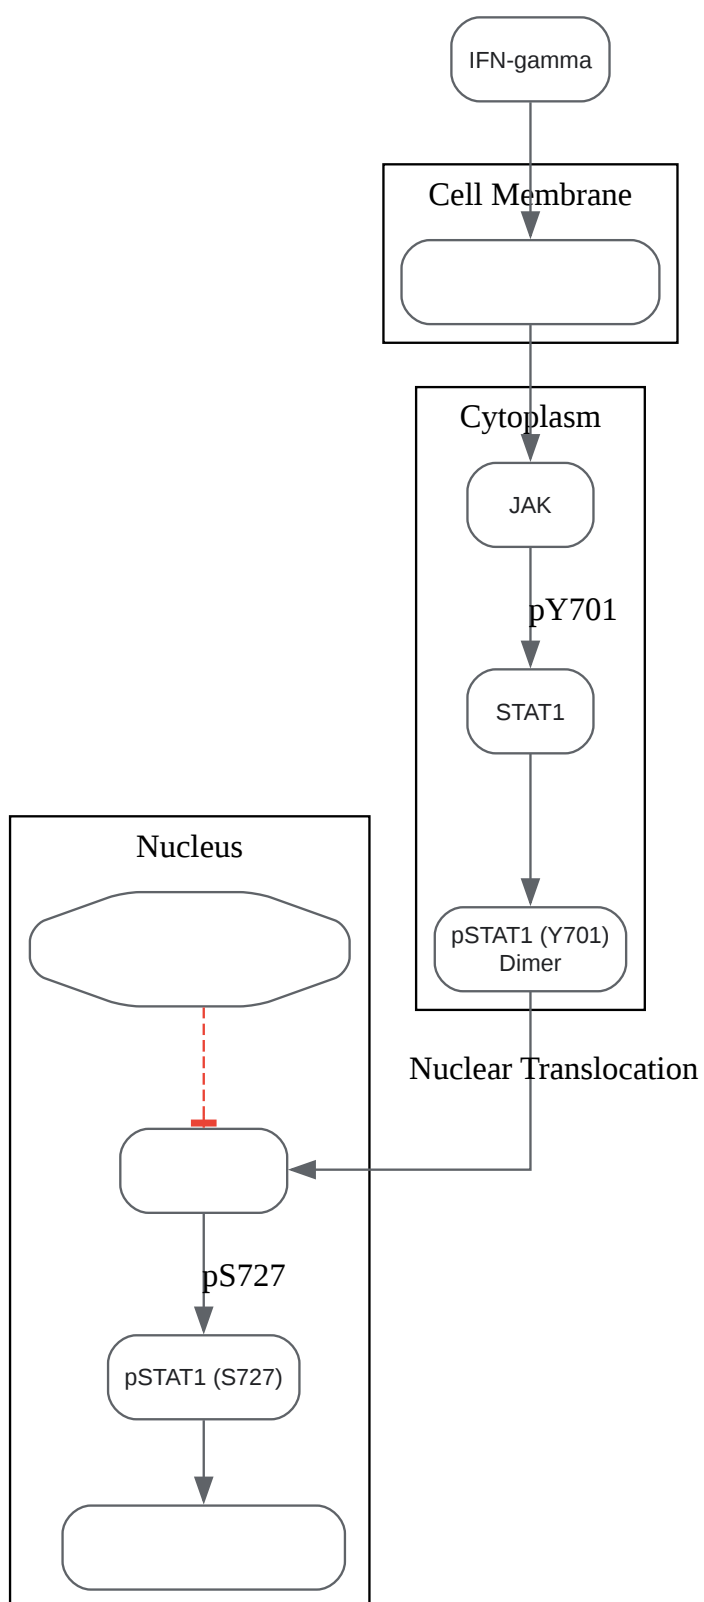 IFN-gamma
Cell Membrane
Cytoplasm
JAK
pY701
STAT1
Nucleus
pSTAT1 (Y701)
Dimer
Nuclear Translocation
pS727
pSTAT1 (S727)